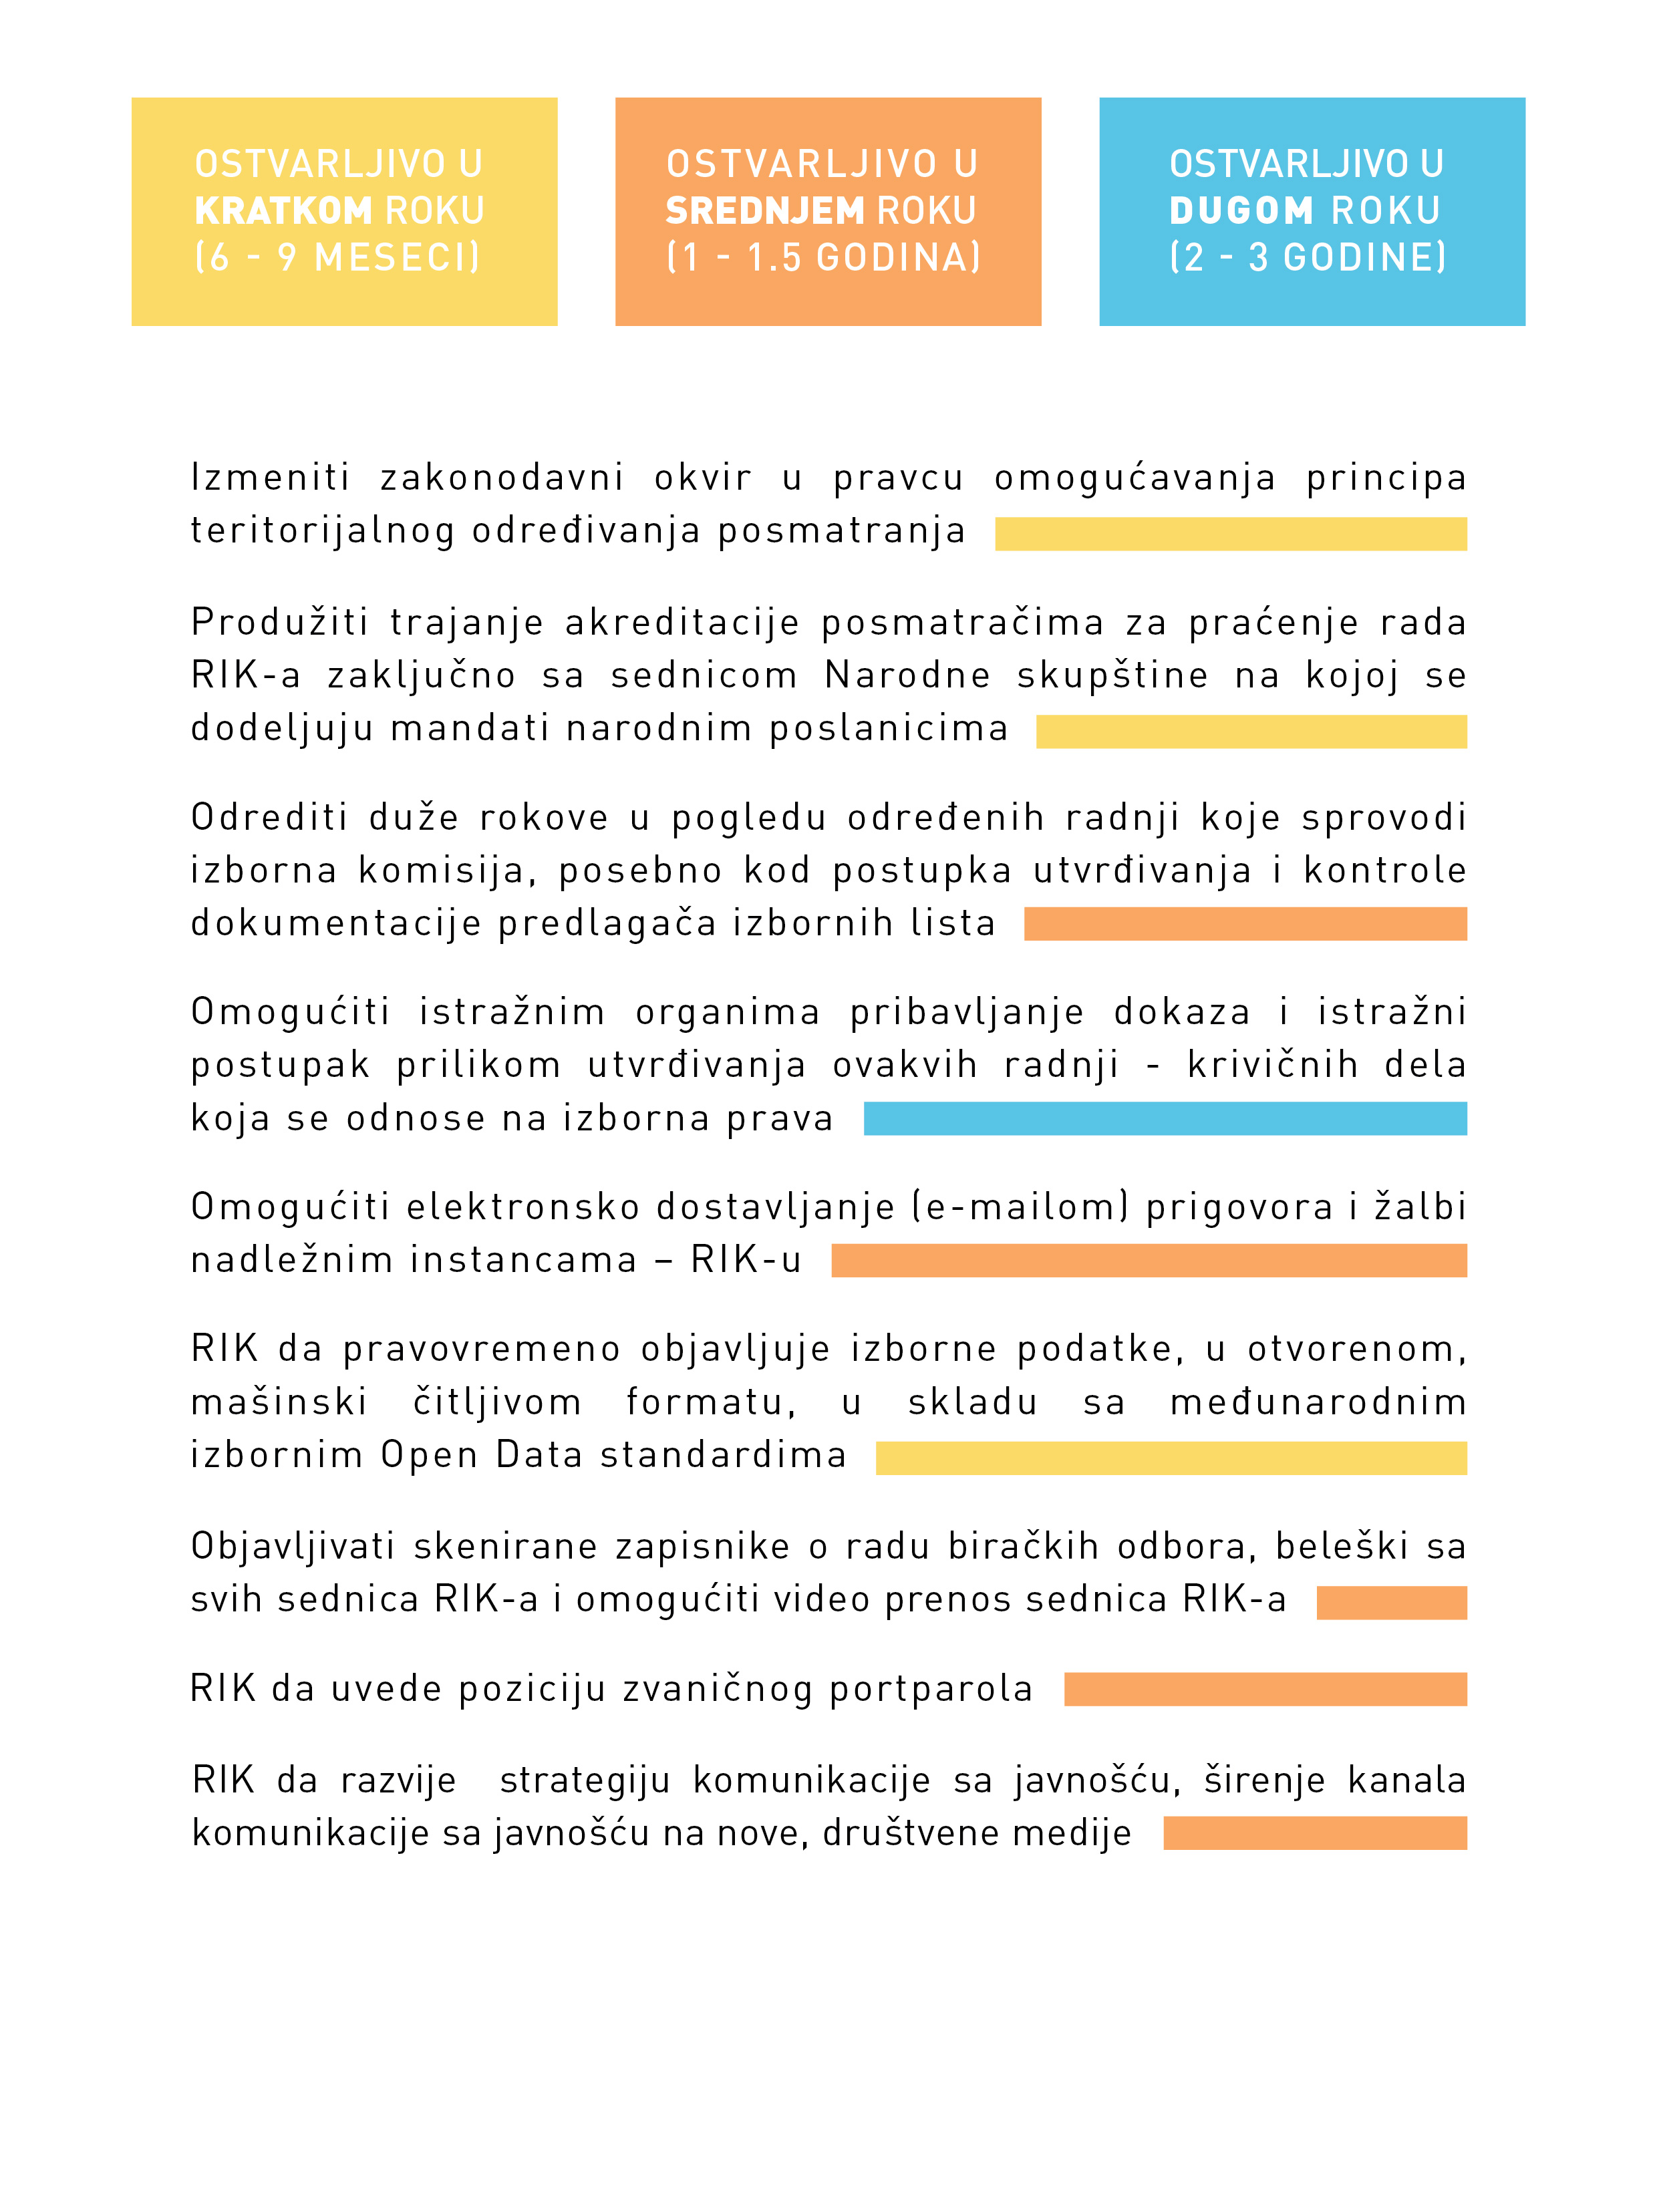 OSTVARLJIVO U
KRATKOM ROKU
(6 - 9 MESECI)
OSTVARLJIVO U
SREDNJEM ROKU
(1 - 1.5 GODINA)
OSTVARLJIVO U
DUGOM ROKU
(2 - 3 GODINE)
Izmeniti zakonodavni okvir u pravcu omogućavanja principa
teritorijalnog određivanja posmatranja
Produžiti trajanje akreditacije posmatračima za praćenje rada
RIK-a zaključno sa sednicom Narodne skupštine na kojoj se
dodeljuju mandati narodnim poslanicima
Odrediti duže rokove u pogledu određenih radnji koje sprovodi
izborna komisija, posebno kod postupka utvrđivanja i kontrole
dokumentacije predlagača izbornih lista
Omogućiti istražnim organima pribavljanje dokaza i istražni
postupak prilikom utvrđivanja ovakvih radnji - krivičnih dela
koja se odnose na izborna prava
Omogućiti elektronsko dostavljanje (e-mailom) prigovora i žalbi
nadležnim instancama – RIK-u
RIK da pravovremeno objavljuje izborne podatke, u otvorenom,
mašinski čitljivom formatu, u skladu sa međunarodnim
izbornim Open Data standardima
Objavljivati skenirane zapisnike o radu biračkih odbora, beleški sa
svih sednica RIK-a i omogućiti video prenos sednica RIK-a
RIK da uvede poziciju zvaničnog portparola
RIK da razvije strategiju komunikacije sa javnošću, širenje kanala
komunikacije sa javnošću na nove, društvene medije